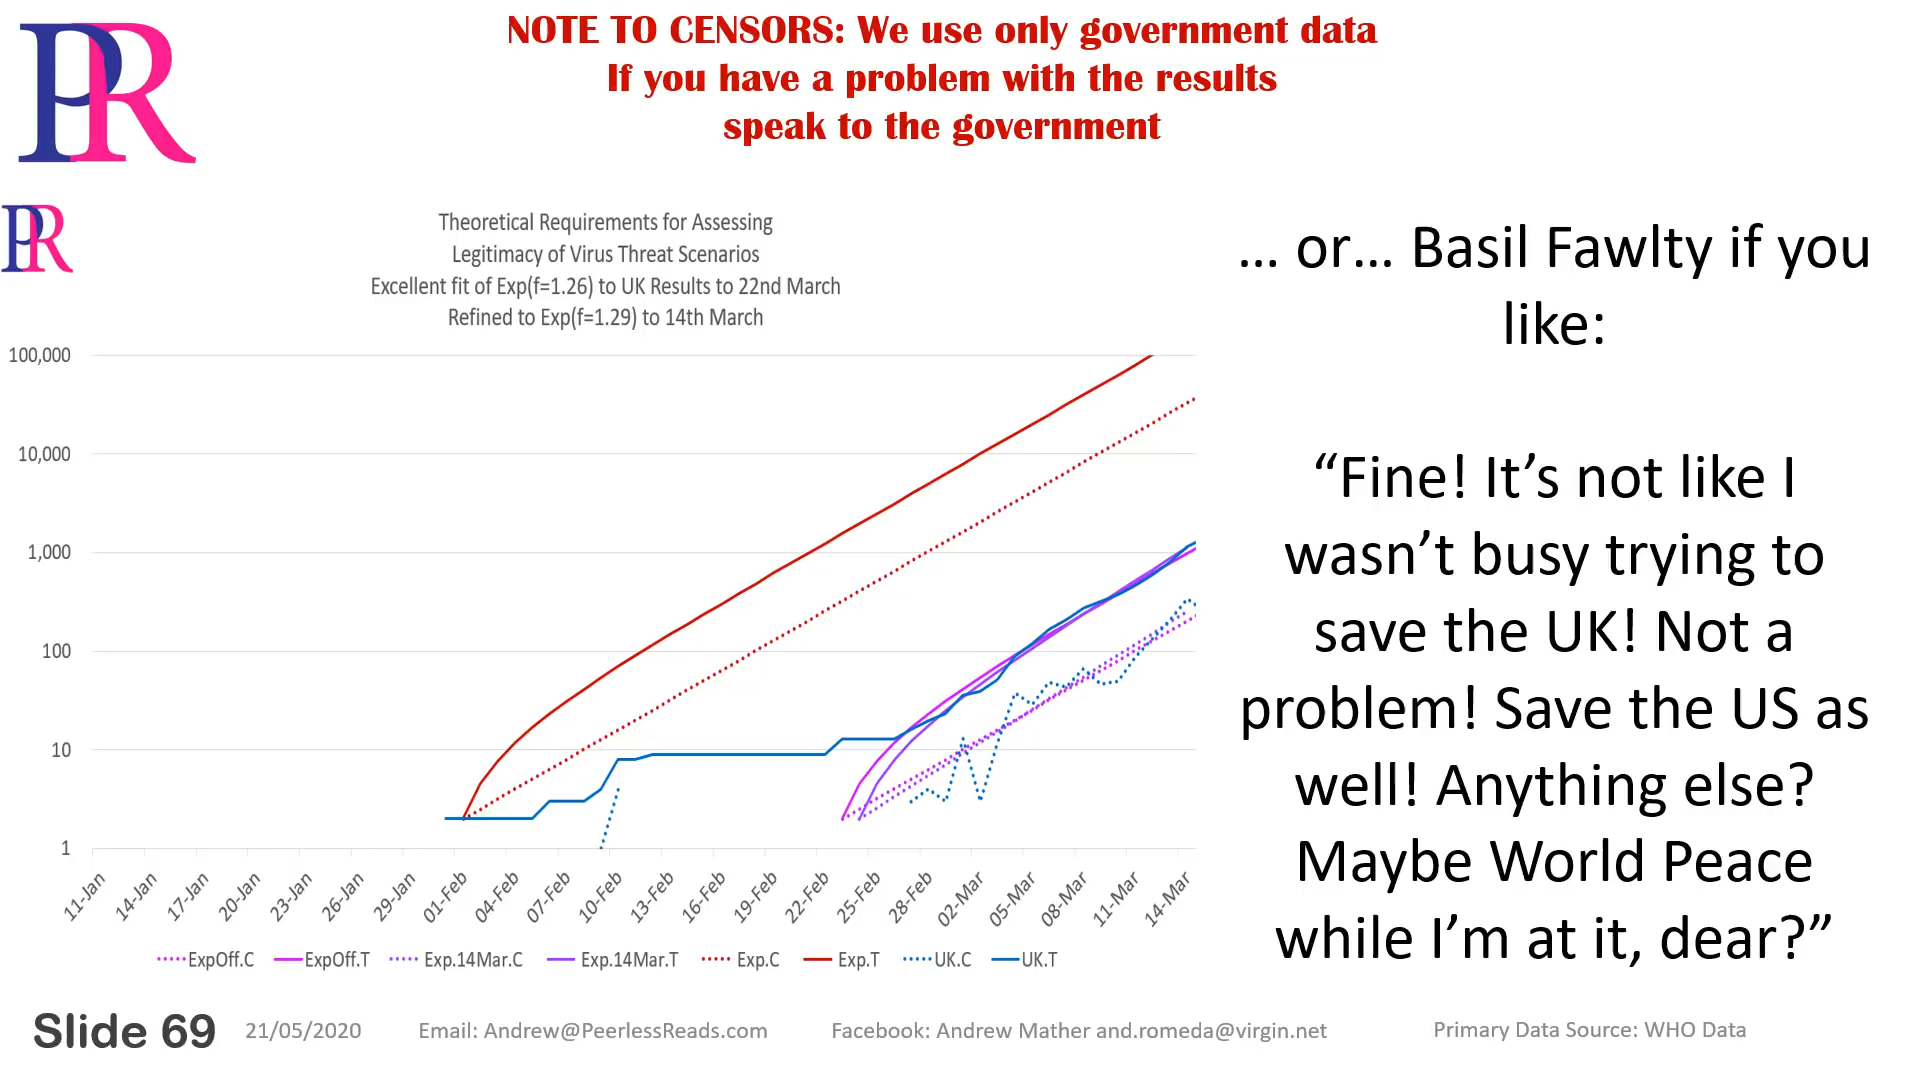 NOTE TO CENSORS: We use only government data
If you have a problem with the results
speak to the government
PR
PR
Theoretical Requirements for Assessing
Legitimacy of Virus Threat Scenarios
Excellent fit of Exp(f=1.26) to UK Results to 22nd March
Refined to Exp(f=1.29) to 14th March
100,000
10,000
1,000
100
10
1
11-Jan 14-Jan 17-Jan 20-Jan 23-Jan 26-Jan 29-Jan 01-Feb 04-Feb 07-Feb 10-Feb 13-Feb 16-Feb 19-Feb 22-Feb 25-Feb 28-Feb 02-Mar 05-Mar 08-Mar 11-Mar 14-Mar
ExpOff.C ExpOff.T Exp.14Mar.C Exp.14Mar.T Exp.C Exp.T UK.C UK.T
... or... Basil Fawlty if you
like:
“Fine! It’s not like I
wasn’t busy trying to
save the UK! Not a
problem! Save the US as
well! Anything else?
Maybe World Peace
while I’m at it, dear?”
Slide 69 21/05/2020 Email: Andrew@PeerlessReads.com Facebook: Andrew Mather and.romeda@virgin.net Primary Data Source: WHO Data